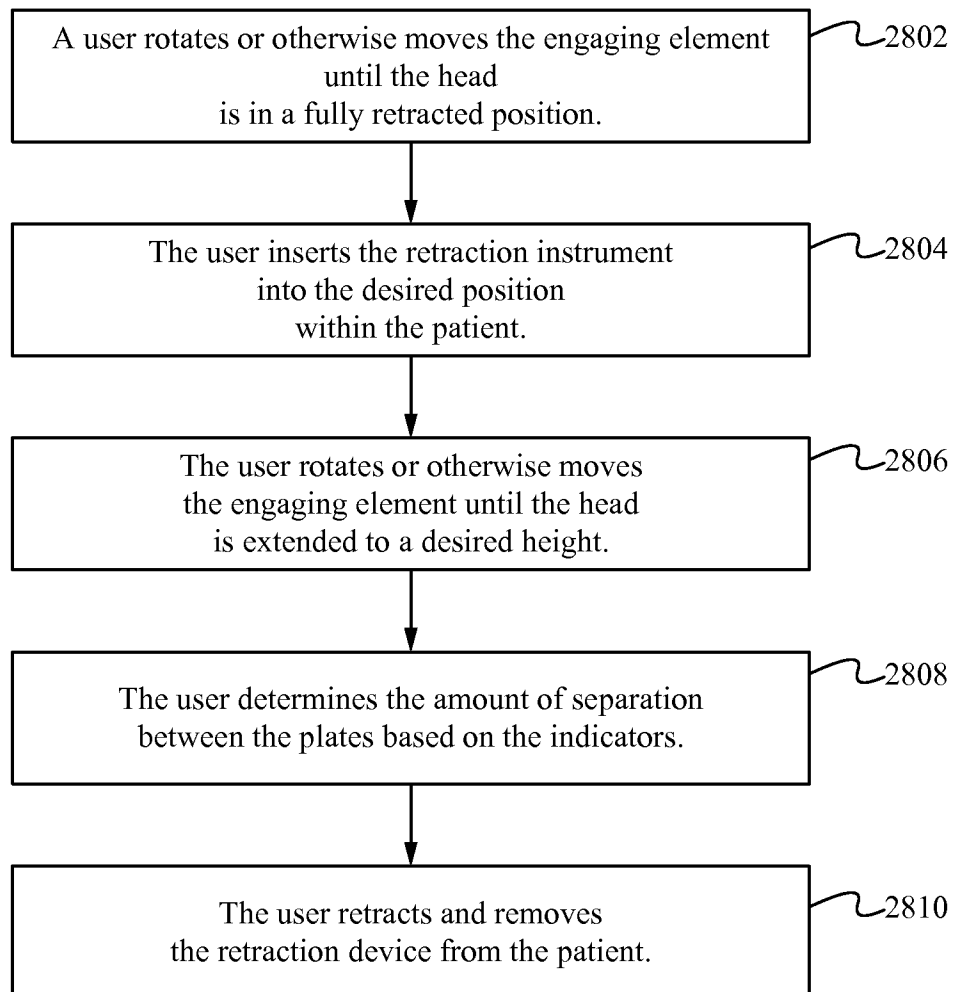 A user rotates or otherwise moves the engaging element
until the head
is in a fully retracted position.
2802
The user inserts the retraction instrument
into the desired position
within the patient.
2804
The user rotates or otherwise moves
the engaging element until the head
is extended to a desired height.
2806
The user determines the amount of separation
between the plates based on the indicators.
2808
The user retracts and removes
the retraction device from the patient.
2810